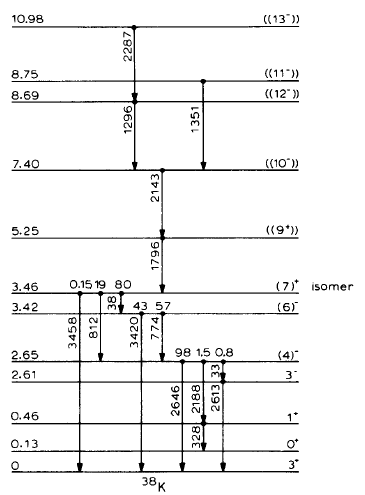 10.98 ((13⁻))
2287
8.75 ((11⁻))
8.69 ((12⁻))
1296 1351
7.40 ((10⁻))
2143
5.25 ((9⁺))
1796
3.46 0.15 19 80 (7)⁺ isomer
38
3.42 43 57 (6)⁻
3458 812 3420 774
2.65 98 1,5 0.8 (4)⁻
33
2.61 3⁻
2646 2188 2613
0.46 1⁺
328
0.13 0⁺
0 3⁺
³⁸K